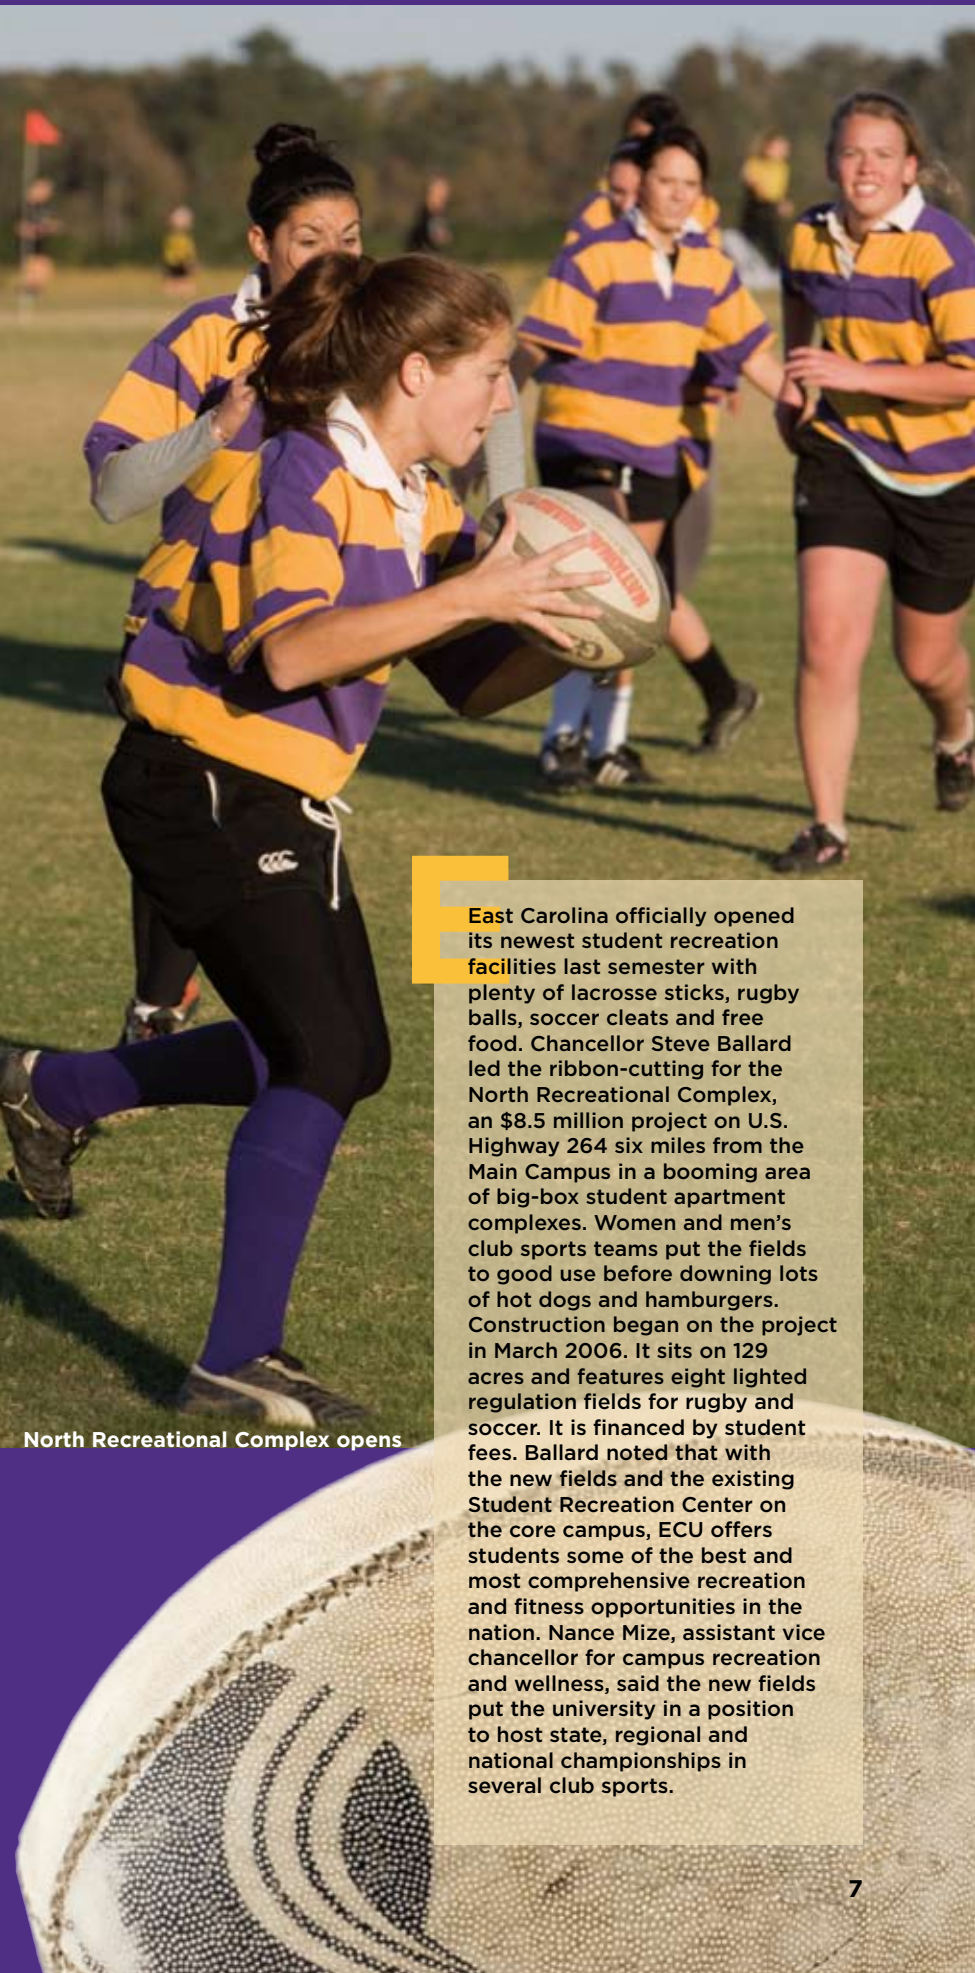 GILBERT
NORTH Recreational Complex opens
E
East Carolina officially opened
its newest student recreation
facilities last semester with
plenty of lacrosse sticks, rugby
balls, soccer cleats and free
food. Chancellor Steve Ballard
led the ribbon-cutting for the
North Recreational Complex,
an $8.5 million project on U.S.
Highway 264 six miles from the
Main Campus in a booming area
of big-box student apartment
complexes. Women and men’s
club sports teams put the fields
to good use before downing lots
of hot dogs and hamburgers.
Construction began on the project
in March 2006. It sits on 129
acres and features eight lighted
regulation fields for rugby and
soccer. It is financed by student
fees. Ballard noted that with
the new fields and the existing
Student Recreation Center on
the core campus, ECU offers
students some of the best and
most comprehensive recreation
and fitness opportunities in the
nation. Nance Mize, assistant vice
chancellor for campus recreation
and wellness, said the new fields
put the university in a position
to host state, regional and
national championships in
several club sports.
7